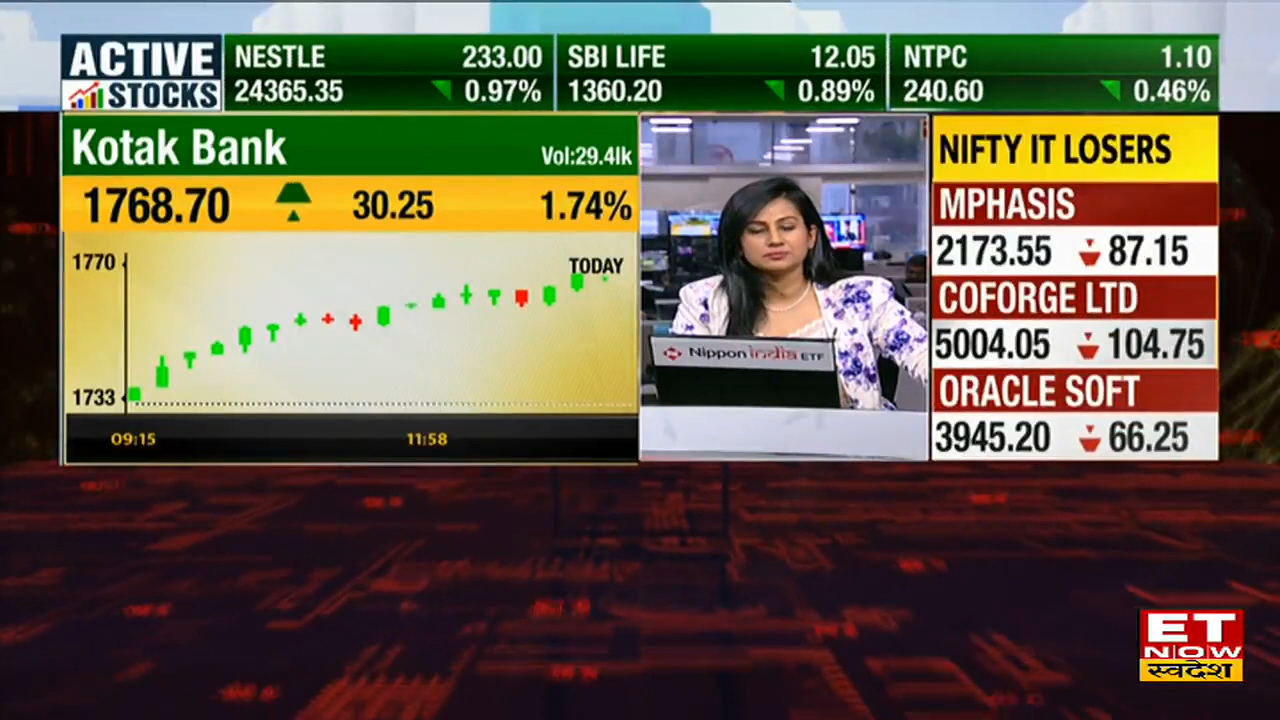 ACTIVE
STOCKS
NESTLE 233.00
24365.35 0.97%
SBI LIFE 12.05
1360.20 0.89%
NTPC 1.10
240.60 0.46%
Kotak Bank Vol:29.4lk
1768.70 30.25 1.74%
1770
TODAY
1733
09:15 11:58
Nippon india ETF
NIFTY IT LOSERS
MPHASIS
2173.55 87.15
COFORGE LTD
5004.05 104.75
ORACLE SOFT
3945.20 66.25
ET
NOW
स्वदेश